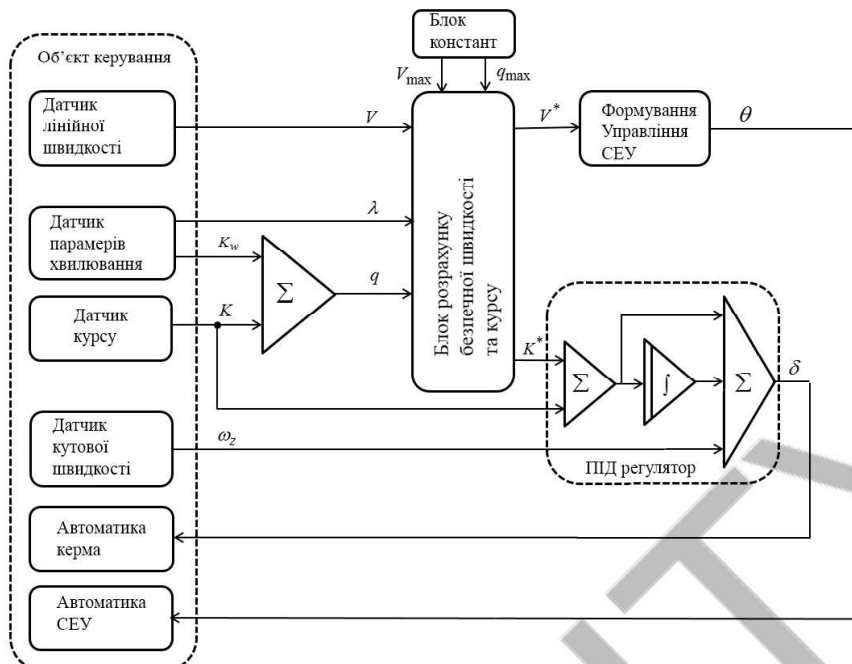 Блок
констант
Об’єкт керування
V_max
q_max
Датчик
лінійної
швидкості
V
V*
Формування
Управління
СЕУ
θ
Блок розрахунку
безпечної швидкості
та курсу
Датчик
парамерів
хвилювання
λ
K_w
Σ
q
Датчик
курсу
K
K*
Σ
∫
Σ
δ
ПІД регулятор
Датчик
кутової
швидкості
ω_z
Автоматика
керма
Автоматика
СЕУ